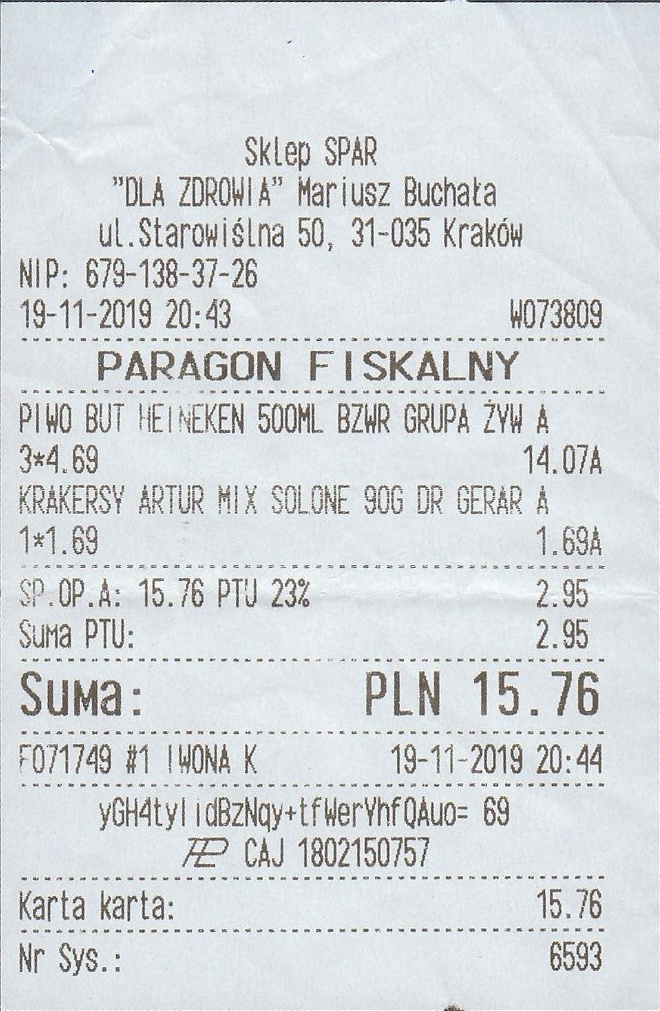 Sklep SPAR
"DLA ZDROWIA" Mariusz Buchała
ul.Starowiślna 50, 31-035 Kraków
NIP: 679-138-37-26
19-11-2019 20:43 W073809
PARAGON FISKALNY
PIWO BUT HEINEKEN 500ML BZWR GRUPA ŻYW A
3*4.69 14.07A
KRAKERSY ARTUR MIX SOLONE 90G DR GERAR A
1*1.69 1.69A
SP.OP.A: 15.76 PTU 23% 2.95
Suma PTU: 2.95
Suma: PLN 15.76
F071749 #1 IWONA K 19-11-2019 20:44
yGH4tylidBzNqy+tfWerYhfQAuo= 69
CAJ 1802150757
Karta karta: 15.76
Nr Sys.: 6593